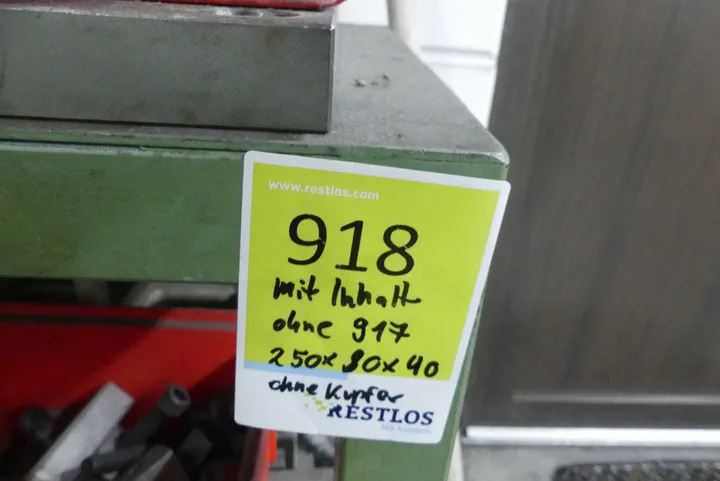 www.restlos.com
918
mit Inhalt
ohne 917
250x80x40
ohne Kupfer
RESTLOS